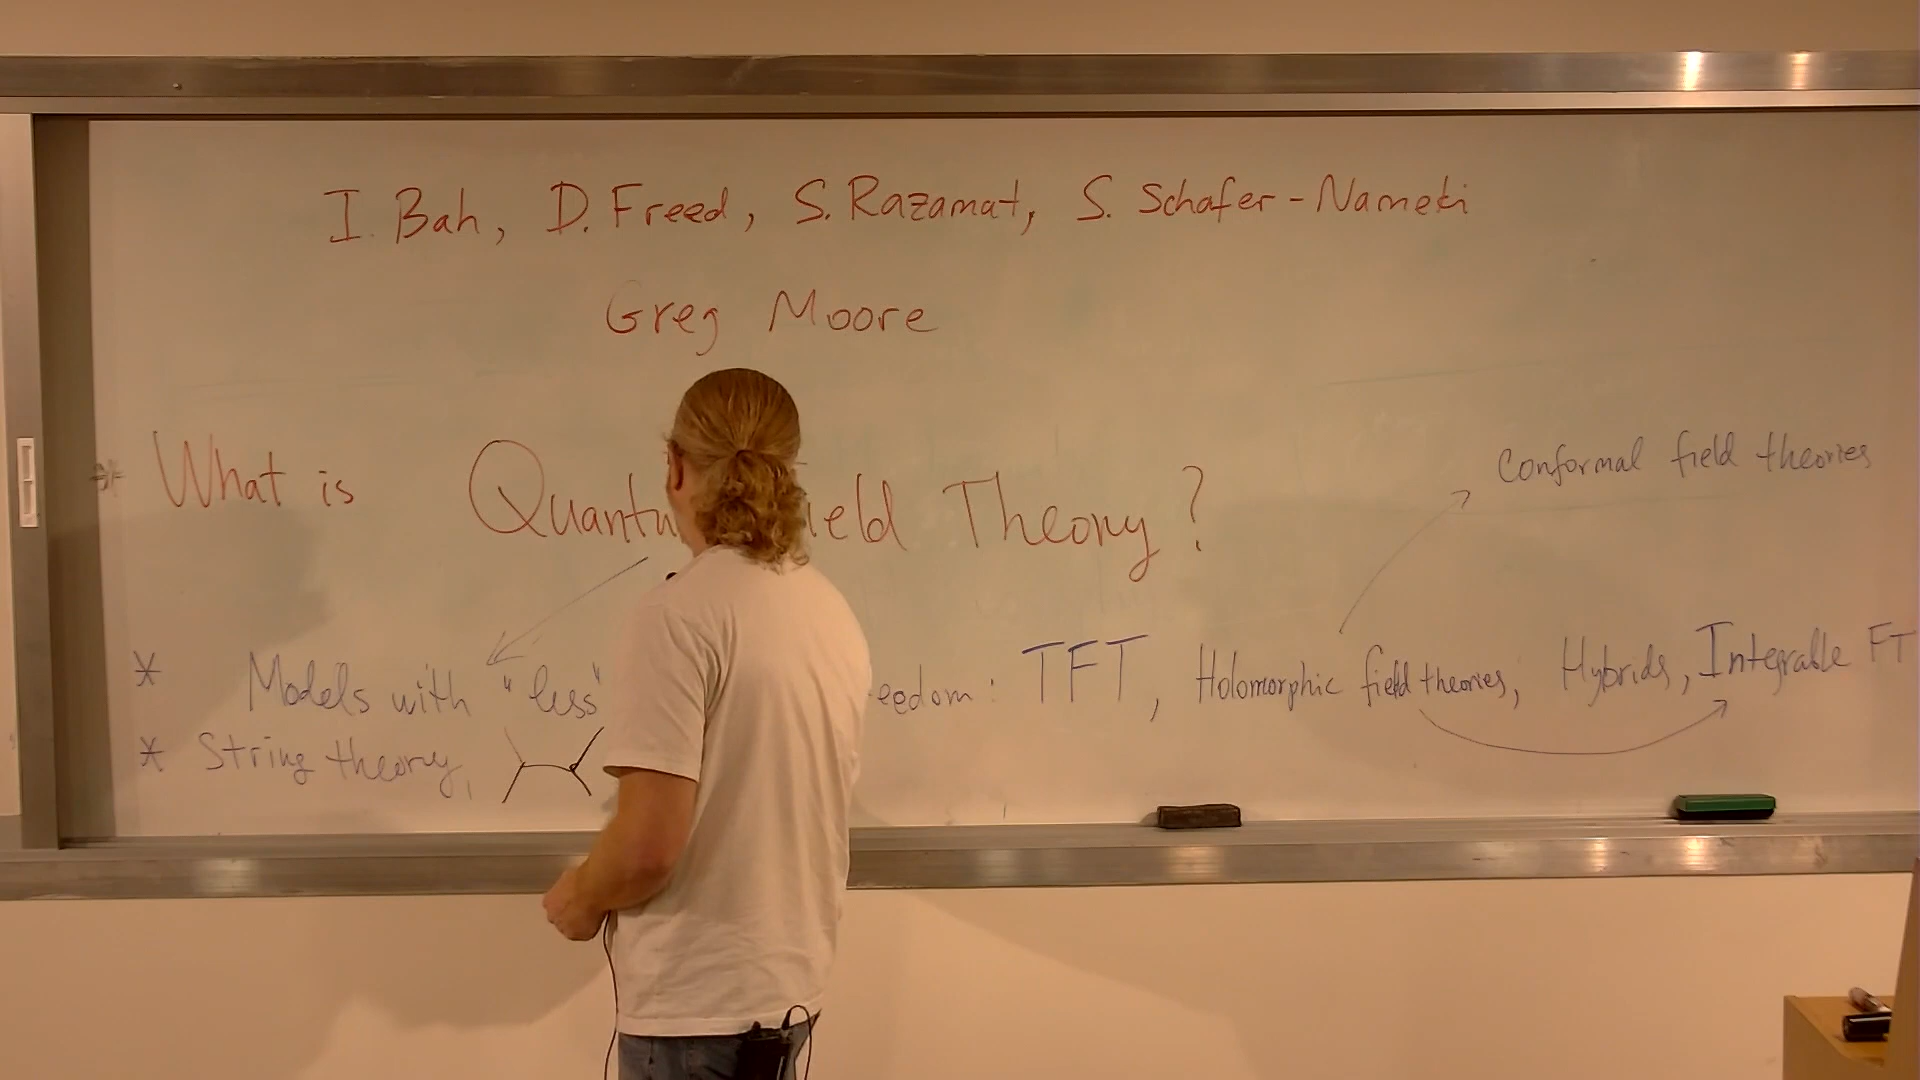 I. Bah, D. Freed, S. Razamat, S. Schafer-Nameki
Greg Moore
* What is Quantu ield Theory?
Conformal field theories
* Models with "less" eedom: TFT, Holomorphic field theories, Hybrids, Integrable FT
* String theory,